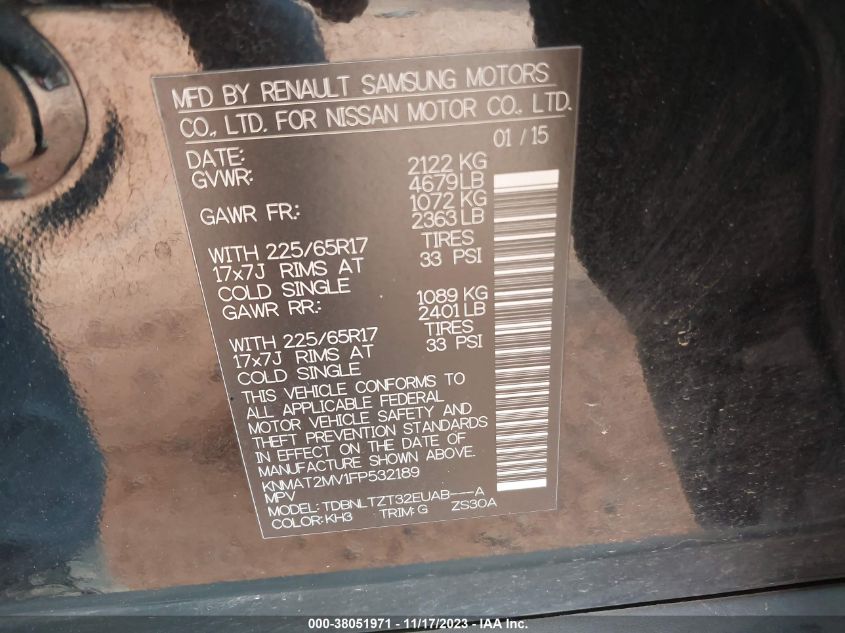 MFD BY RENAULT SAMSUNG MOTORS
CO., LTD. FOR NISSAN MOTOR CO., LTD.
DATE: 01 / 15
GVWR: 2122 KG
4679 LB
GAWR FR: 1072 KG
2363 LB
WITH 225/65R17 TIRES
17x7J RIMS AT 33 PSI
COLD SINGLE
GAWR RR: 1089 KG
2401 LB
WITH 225/65R17 TIRES
17x7J RIMS AT 33 PSI
COLD SINGLE
THIS VEHICLE CONFORMS TO
ALL APPLICABLE FEDERAL
MOTOR VEHICLE SAFETY AND
THEFT PREVENTION STANDARDS
IN EFFECT ON THE DATE OF
MANUFACTURE SHOWN ABOVE.
KNMAT2MV1FP532189
MPV
MODEL: TDBNLTZT32EUAB---A
COLOR: KH3 TRIM: G ZS30A
000-38051971 - 11/17/2023 - IAA Inc.